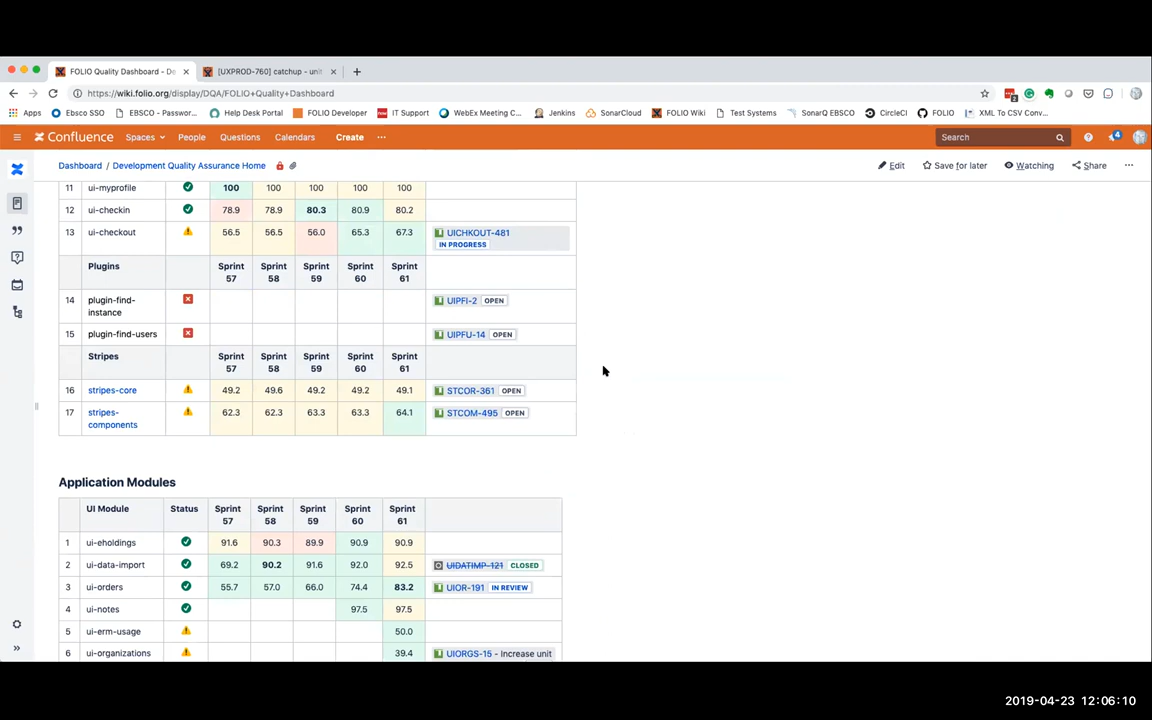 FOLIO Quality Dashboard - De
[UXPROD-760] catchup - unit
https://wiki.folio.org/display/DQA/FOLIO+Quality+Dashboard
Apps Ebsco SSO EBSCO - Passwor... Help Desk Portal FOLIO Developer IT Support WebEx Meeting C... Jenkins SonarCloud FOLIO Wiki Test Systems SonarQ EBSCO CircleCI FOLIO XML To CSV Conv...
Confluence Spaces People Questions Calendars Create ••• Search 4
Dashboard / Development Quality Assurance Home Edit Save for later Watching Share •••
11 ui-myprofile 100 100 100 100 100
12 ui-checkin 78.9 78.9 80.3 80.9 80.2
13 ui-checkout 56.5 56.5 56.0 65.3 67.3 UICHKOUT-481
IN PROGRESS
Plugins Sprint 57 Sprint 58 Sprint 59 Sprint 60 Sprint 61
14 plugin-find-instance UIPFI-2 OPEN
15 plugin-find-users UIPFU-14 OPEN
Stripes Sprint 57 Sprint 58 Sprint 59 Sprint 60 Sprint 61
16 stripes-core 49.2 49.6 49.2 49.2 49.1 STCOR-361 OPEN
17 stripes-components 62.3 62.3 63.3 63.3 64.1 STCOM-495 OPEN
Application Modules
UI Module Status Sprint 57 Sprint 58 Sprint 59 Sprint 60 Sprint 61
1 ui-eholdings 91.6 90.3 89.9 90.9 90.9
2 ui-data-import 69.2 90.2 91.6 92.0 92.5 UIDATIMP-121 CLOSED
3 ui-orders 55.7 57.0 66.0 74.4 83.2 UIOR-191 IN REVIEW
4 ui-notes 97.5 97.5
5 ui-erm-usage 50.0
6 ui-organizations 39.4 UIORGS-15 - Increase unit
2019-04-23 12:06:10